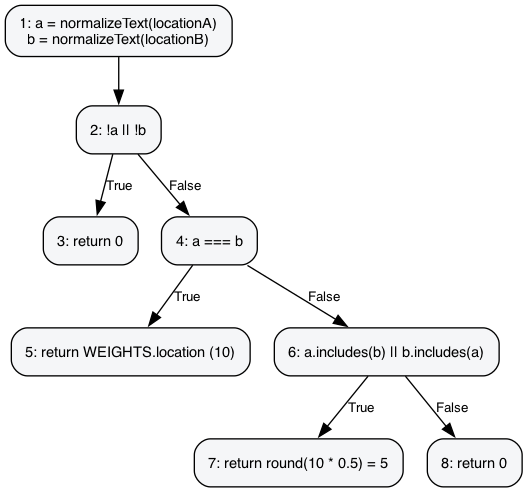 1: a = normalizeText(locationA)
b = normalizeText(locationB)
2: !a || !b
True
False
3: return 0
4: a === b
True
False
5: return WEIGHTS.location (10)
6: a.includes(b) || b.includes(a)
True
False
7: return round(10 * 0.5) = 5
8: return 0